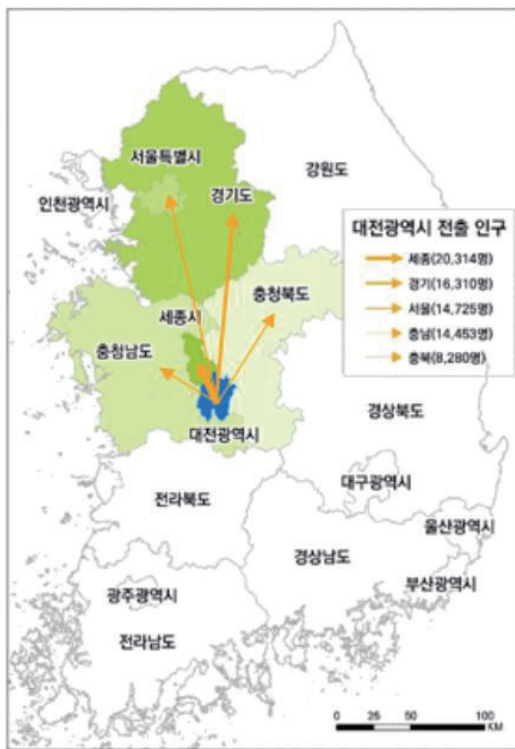 서울특별시
경기도
강원도
인천광역시
대전광역시 전출 인구
세종(20,314명)
경기(16,310명)
서울(14,725명)
충남(14,453명)
충북(8,280명)
충청북도
세종시
충청남도
경상북도
대전광역시
대구광역시
전라북도
울산광역시
경상남도
부산광역시
광주광역시
전라남도
0 25 50 100
KM